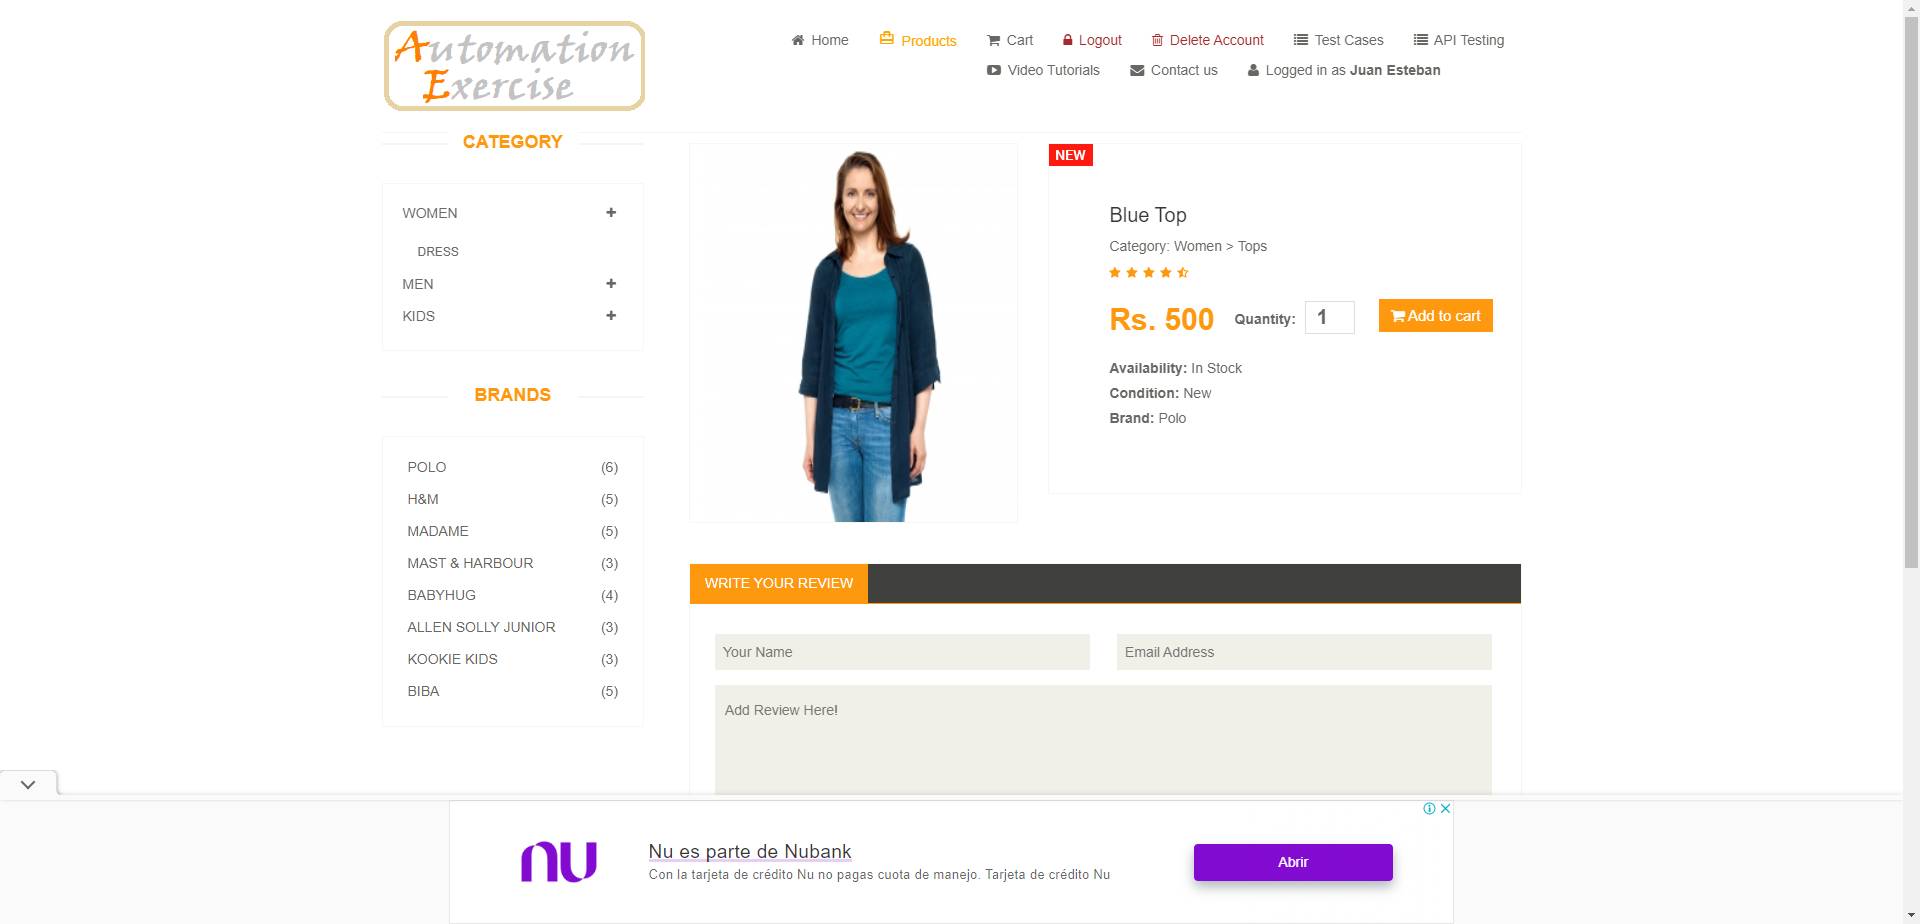 Automation
Exercise
Home
Products
Cart
Logout
Delete Account
Test Cases
API Testing
Video Tutorials
Contact us
Logged in as Juan Esteban
CATEGORY
WOMEN
DRESS
MEN
KIDS
BRANDS
POLO (6)
H&M (5)
MADAME (5)
MAST & HARBOUR (3)
BABYHUG (4)
ALLEN SOLLY JUNIOR (3)
KOOKIE KIDS (3)
BIBA (5)
NEW
Blue Top
Category: Women > Tops
Rs. 500 Quantity: 1 Add to cart
Availability: In Stock
Condition: New
Brand: Polo
WRITE YOUR REVIEW
Your Name
Email Address
Add Review Here!
nu
Nu es parte de Nubank
Con la tarjeta de crédito Nu no pagas cuota de manejo. Tarjeta de crédito Nu
Abrir